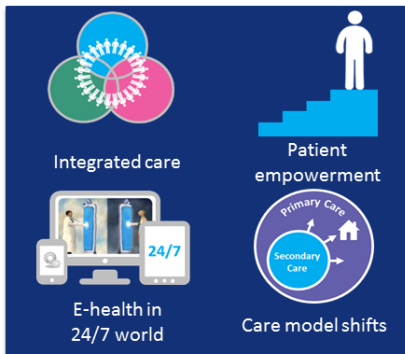 Integrated care
Patient
empowerment
24/7
E-health in
24/7 world
Primary Care
Secondary
Care
Care model shifts